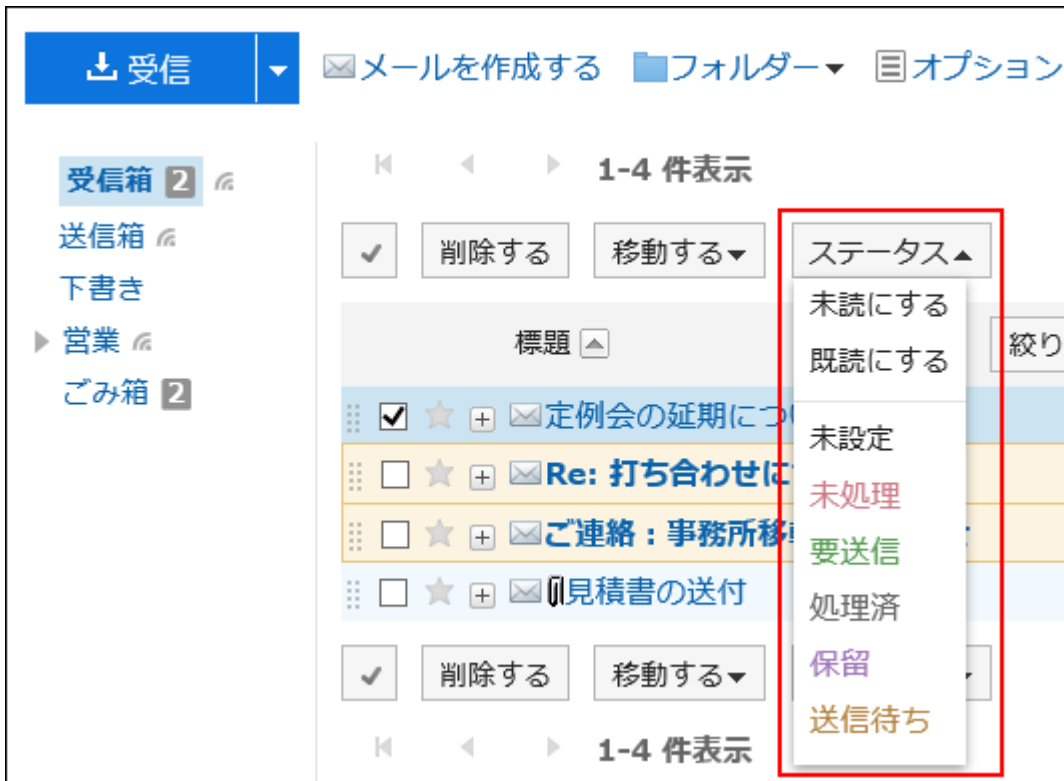 受信 メールを作成する フォルダー オプション
受信箱 2
送信箱
下書き
営業
ごみ箱 2
1-4 件表示
削除する 移動する ステータス
未読にする
既読にする
未設定
未処理
要送信
処理済
保留
送信待ち
標題 絞り
定例会の延期につ
Re: 打ち合わせに
ご連絡：事務所移
見積書の送付
削除する 移動する
1-4 件表示